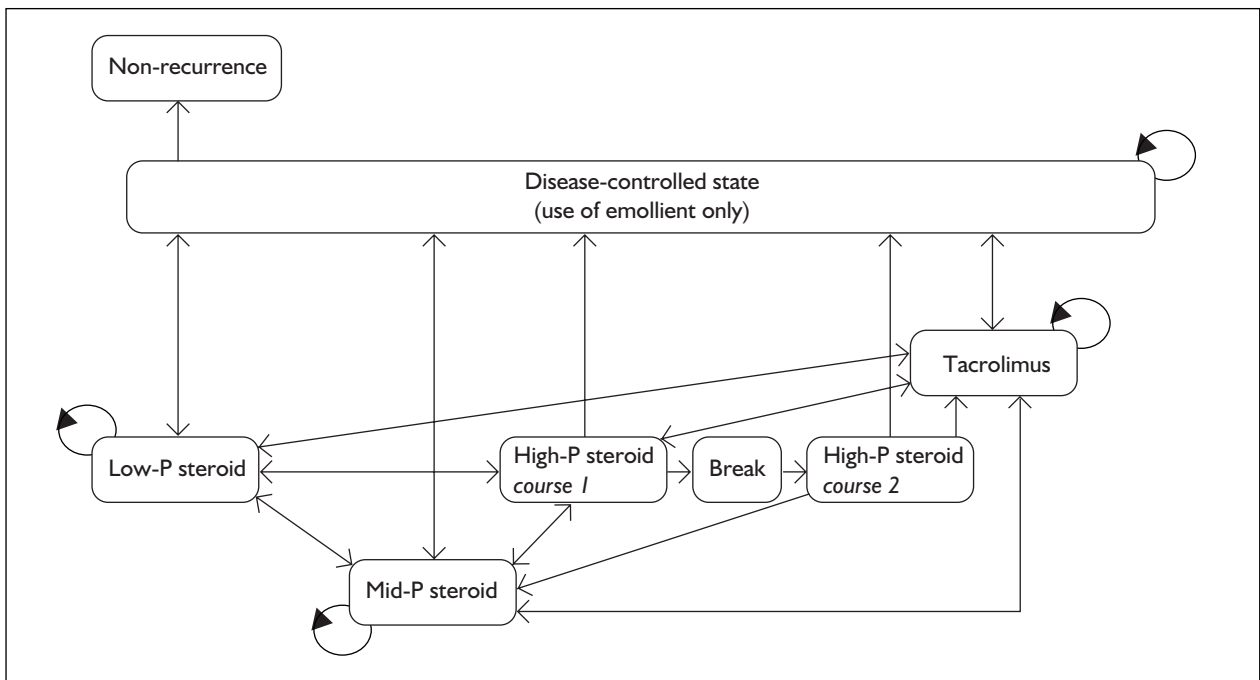 Non-recurrence
Disease-controlled state
(use of emollient only)
Tacrolimus
Low-P steroid
High-P steroid
course 1
Break
High-P steroid
course 2
Mid-P steroid